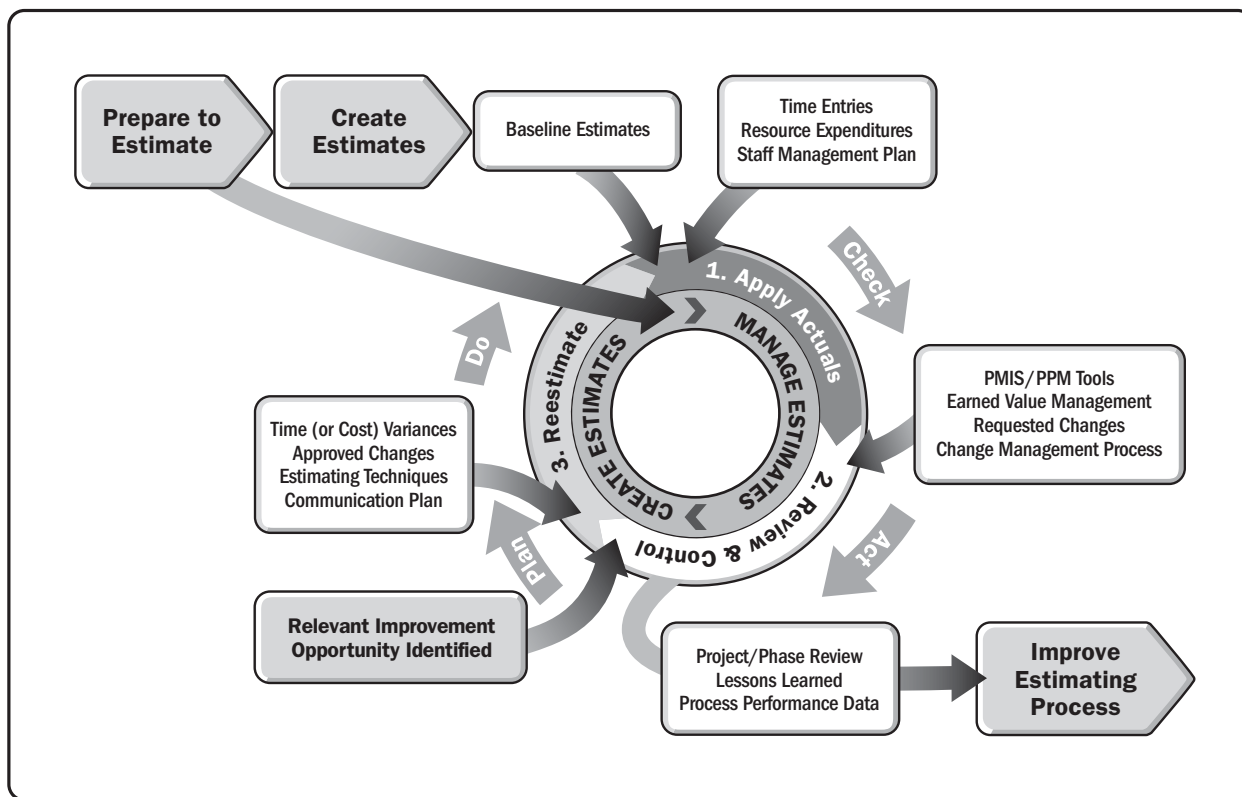 Prepare to
Estimate
Create
Estimates
Baseline Estimates
Time Entries
Resource Expenditures
Staff Management Plan
Check
1. Apply Actuals
MANAGE ESTIMATES
CREATE ESTIMATES
3. Reestimate
Do
PMIS/PPM Tools
Earned Value Management
Requested Changes
Change Management Process
Time (or Cost) Variances
Approved Changes
Estimating Techniques
Communication Plan
2. Review & Control
Act
Plan
Relevant Improvement
Opportunity Identified
Project/Phase Review
Lessons Learned
Process Performance Data
Improve
Estimating
Process